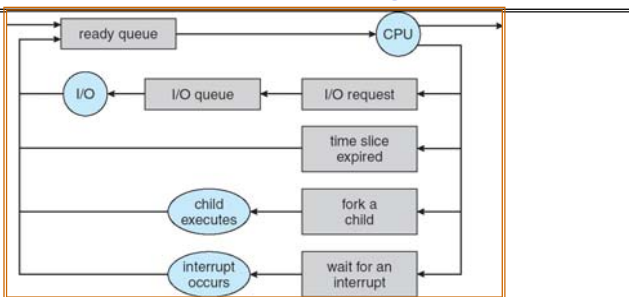 ready queue
CPU
I/O
I/O queue
I/O request
time slice
expired
child
executes
fork a
child
interrupt
occurs
wait for an
interrupt